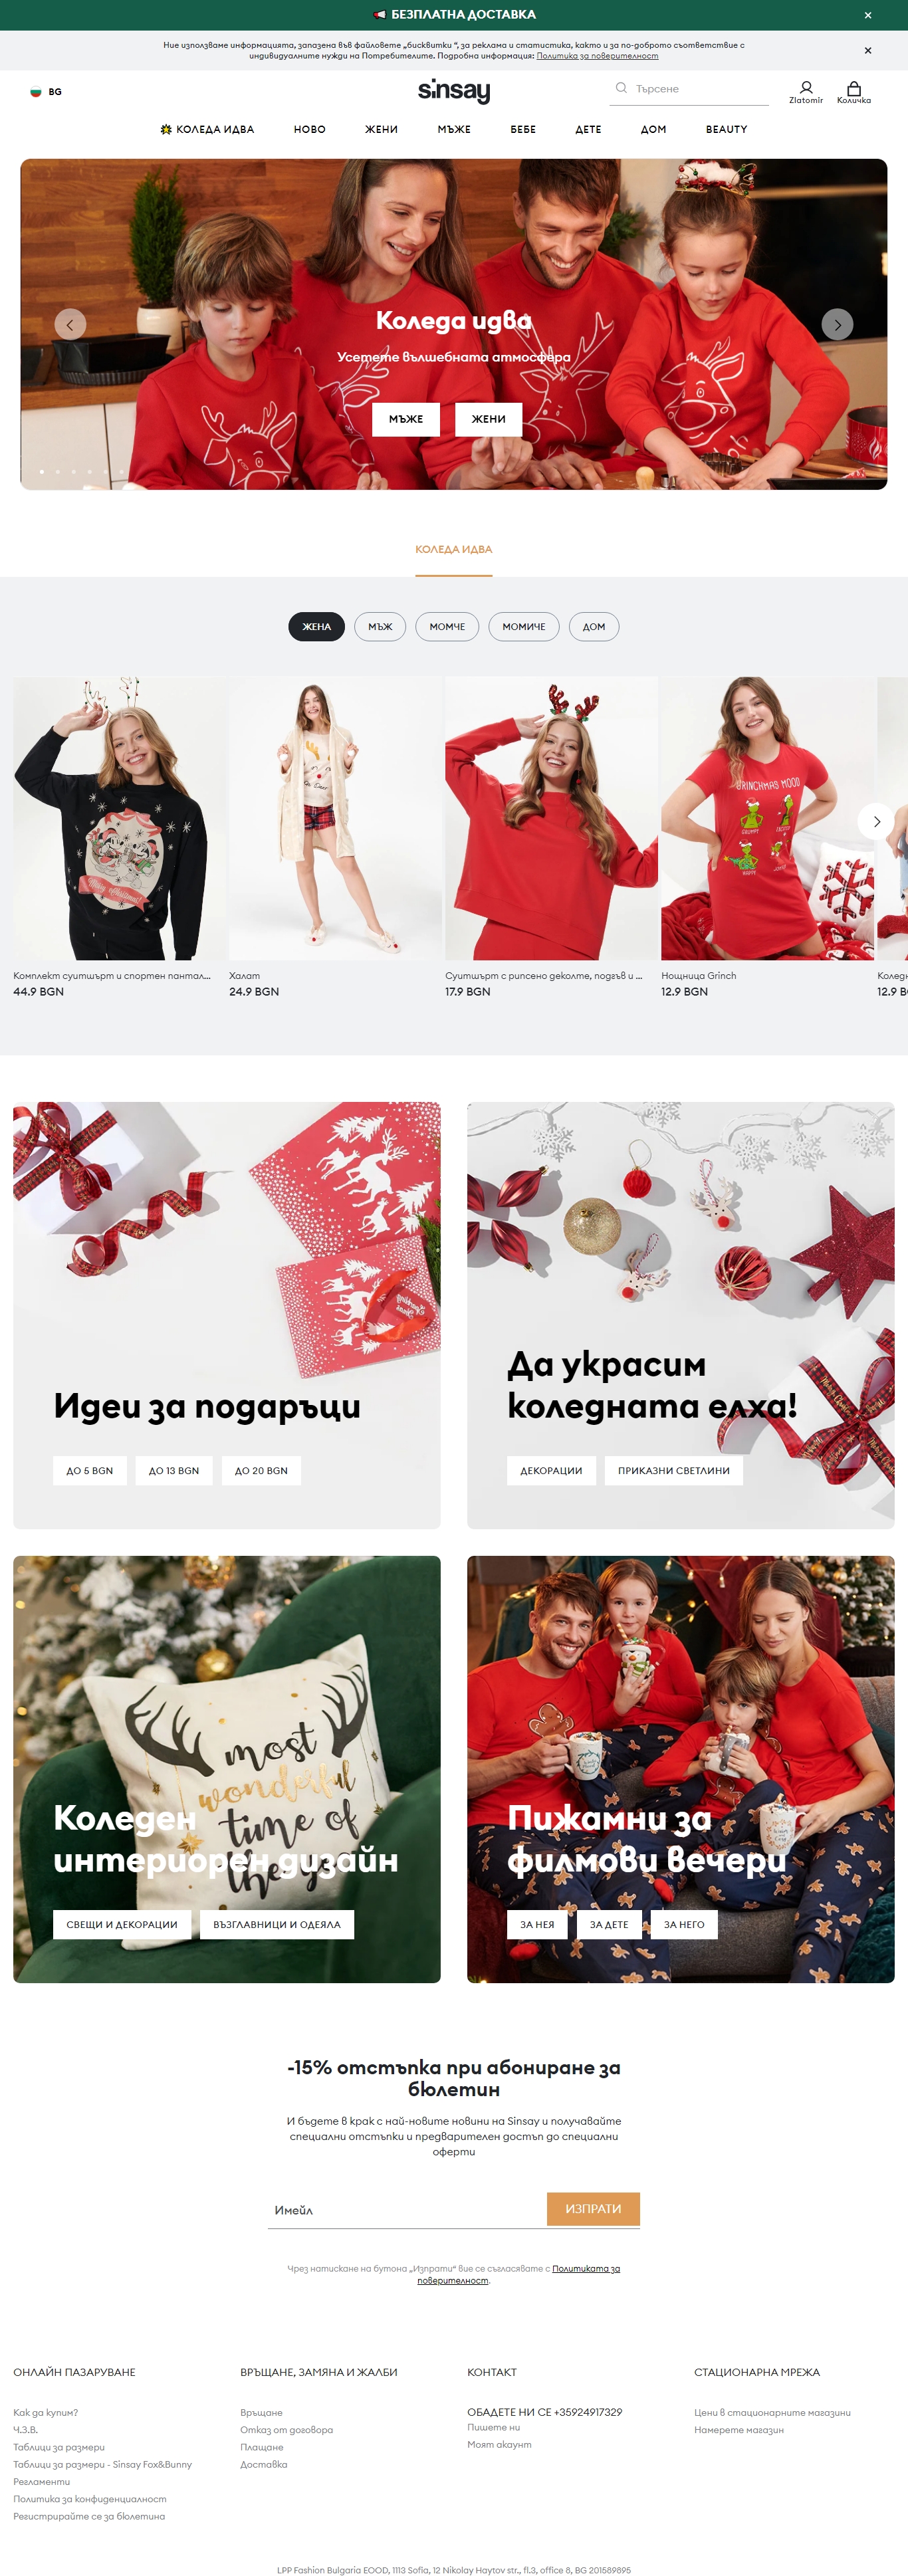 БЕЗПЛАТНА ДОСТАВКА
Ние използваме информацията, запазена във файловете „бисквитки “, за реклама и статистика, както и за по-доброто съответствие с
индивидуалните нужди на Потребителите. Подробна информация: Политика за поверителност
BG
sinsay
Търсене
Zlatomir
Количка
КОЛЕДА ИДВА
НОВО
ЖЕНИ
МЪЖЕ
БЕБЕ
ДЕТЕ
ДОМ
BEAUTY
Коледа идва
Усетете вълшебната атмосфера
МЪЖЕ
ЖЕНИ
КОЛЕДА ИДВА
ЖЕНА
МЪЖ
МОМЧЕ
МОМИЧЕ
ДОМ
Merry Christmas!
GRINCHMAS MOOD
GRUMPY
Комплект суитшърт и спортен пантал...
44.9 BGN
Халат
24.9 BGN
Суитшърт с рипсено деколте, подгъв и ...
17.9 BGN
Нощница Grinch
12.9 BGN
Идеи за подаръци
ДО 5 BGN
ДО 13 BGN
ДО 20 BGN
Да украсим
коледната елха!
ДЕКОРАЦИИ
ПРИКАЗНИ СВЕТЛИНИ
most
wonderful
time of
the
Коледен
интериорен дизайн
СВЕЩИ И ДЕКОРАЦИИ
ВЪЗГЛАВНИЦИ И ОДЕЯЛА
Пижамни за
филмови вечери
ЗА НЕЯ
ЗА ДЕТЕ
ЗА НЕГО
-15% отстъпка при абониране за
бюлетин
И бъдете в крак с най-новите новини на Sinsay и получавайте
специални отстъпки и предварителен достъп до специални
оферти
Имейл
ИЗПРАТИ
Чрез натискане на бутона „Изпрати“ вие се съгласявате с Политиката за
поверителност.
ОНЛАЙН ПАЗАРУВАНЕ
Как да купим?
Ч.З.В.
Таблици за размери
Таблици за размери - Sinsay Fox&Bunny
Регламенти
Политика за конфиденциалност
Регистрирайте се за бюлетина
ВРЪЩАНЕ, ЗАМЯНА И ЖАЛБИ
Връщане
Отказ от договора
Плащане
Доставка
КОНТАКТ
ОБАДЕТЕ НИ СЕ +35924917329
Пишете ни
Моят акаунт
СТАЦИОНАРНА МРЕЖА
Цени в стационарните магазини
Намерете магазин
LPP Fashion Bulgaria EOOD, 1113 Sofia, 12 Nikolay Haytov str., fl.3, office 8, BG 201589895